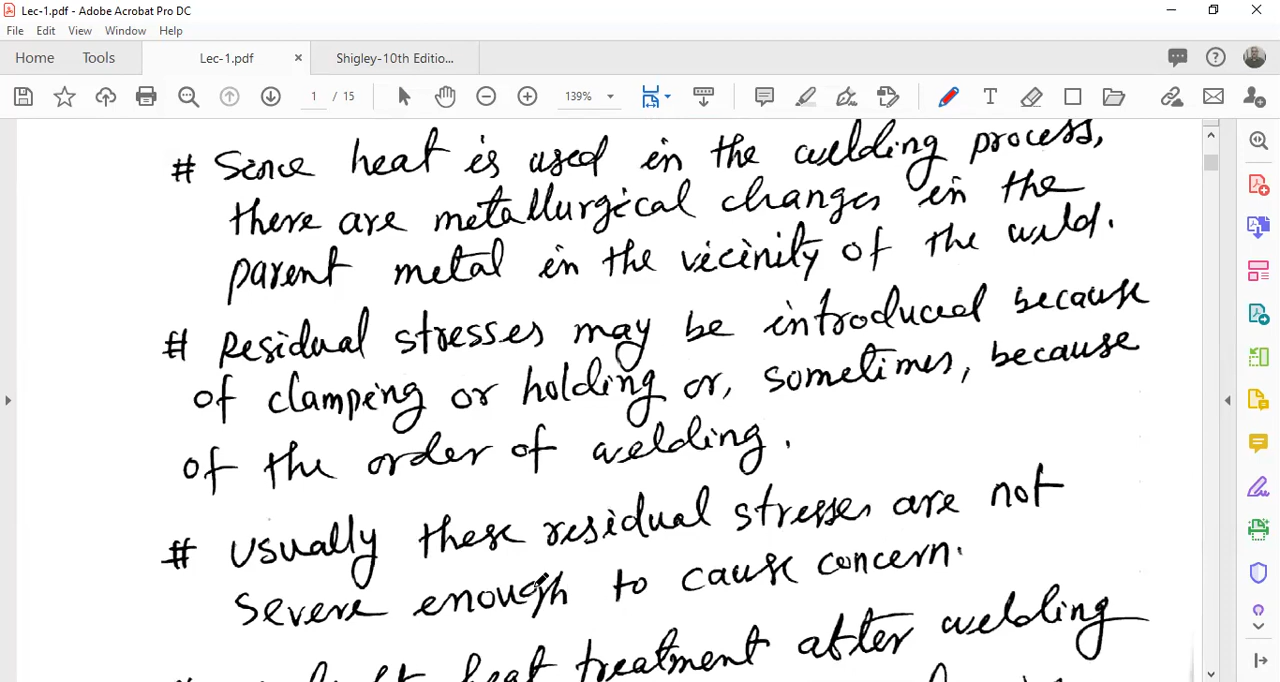 Lec-1.pdf - Adobe Acrobat Pro DC
File Edit View Window Help
Home Tools Lec-1.pdf × Shigley-10th Editio...
1 / 15 139%
# Since heat is used in the welding process,
there are metallurgical changes in the
parent metal in the vicinity of the weld.
# Residual stresses may be introduced because
of clamping or holding or, sometimes, because
of the order of welding.
# Usually these residual stresses are not
severe enough to cause concern.
heat treatment after welding